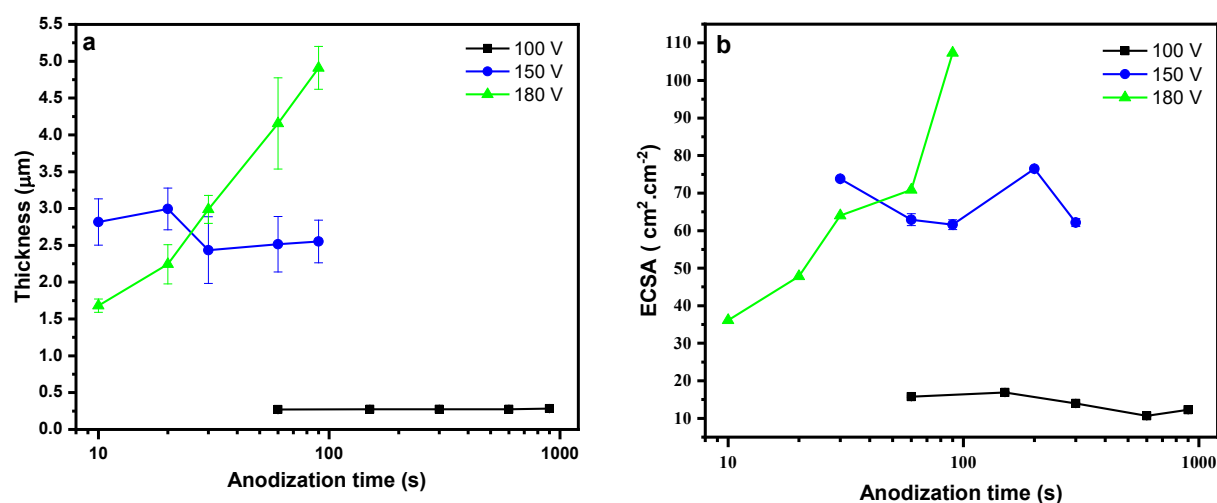 a
100 V
150 V
180 V
Thickness (μm)
5.5
5.0
4.5
4.0
3.5
3.0
2.5
2.0
1.5
1.0
0.5
0.0
10
100
1000
Anodization time (s)
b
100 V
150 V
180 V
ECSA ( cm².cm⁻²)
110
100
90
80
70
60
50
40
30
20
10
10
100
1000
Anodization time (s)